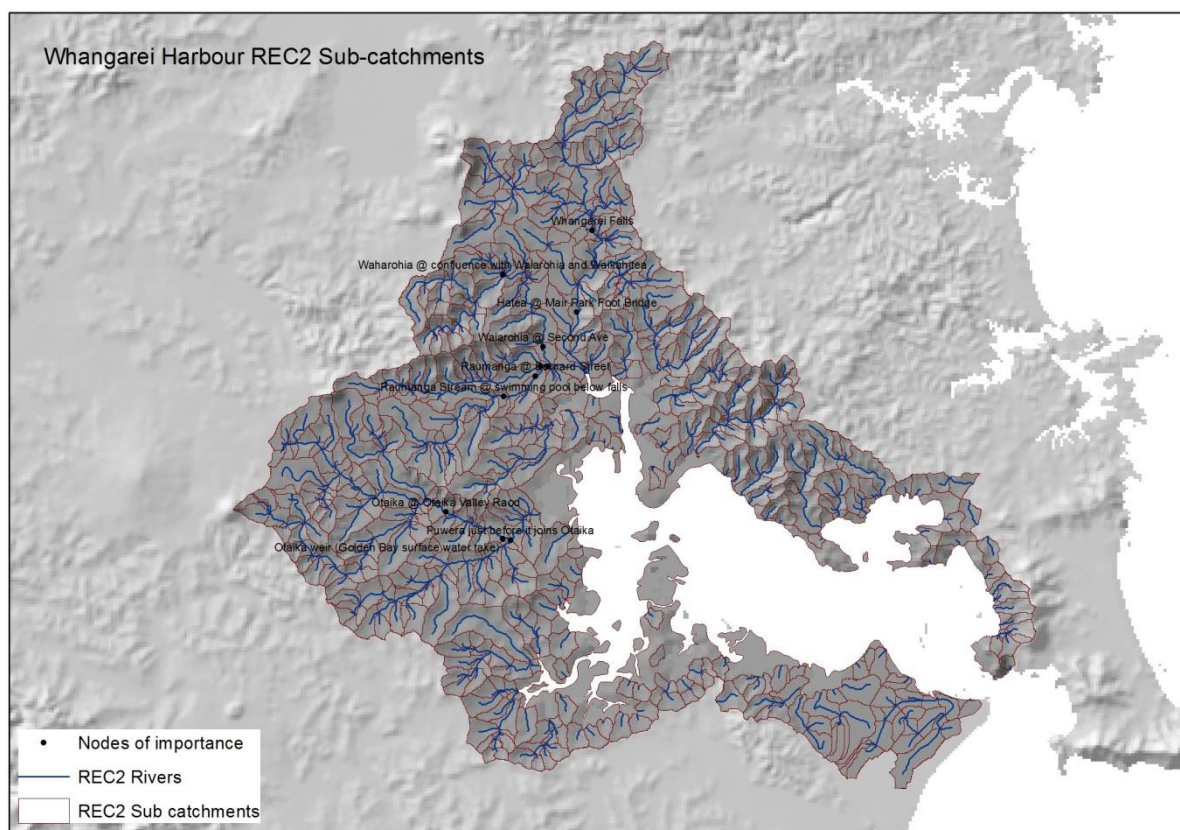 Whangarei Harbour REC2 Sub-catchments
Whangarei Falls
Waharohia @ confluence with Waiarohia and Waikahitea
Hatea @ Mair Park Foot Bridge
Waiarohia @ Second Ave
Raumanga @ Street
Raumanga Stream @ swimming pool below falls
Otaika @ Otaika Valley Raod
Puwera just before it joins Otaika
Otaika weir (Golden Bay surface water take)
Nodes of importance
REC2 Rivers
REC2 Sub catchments